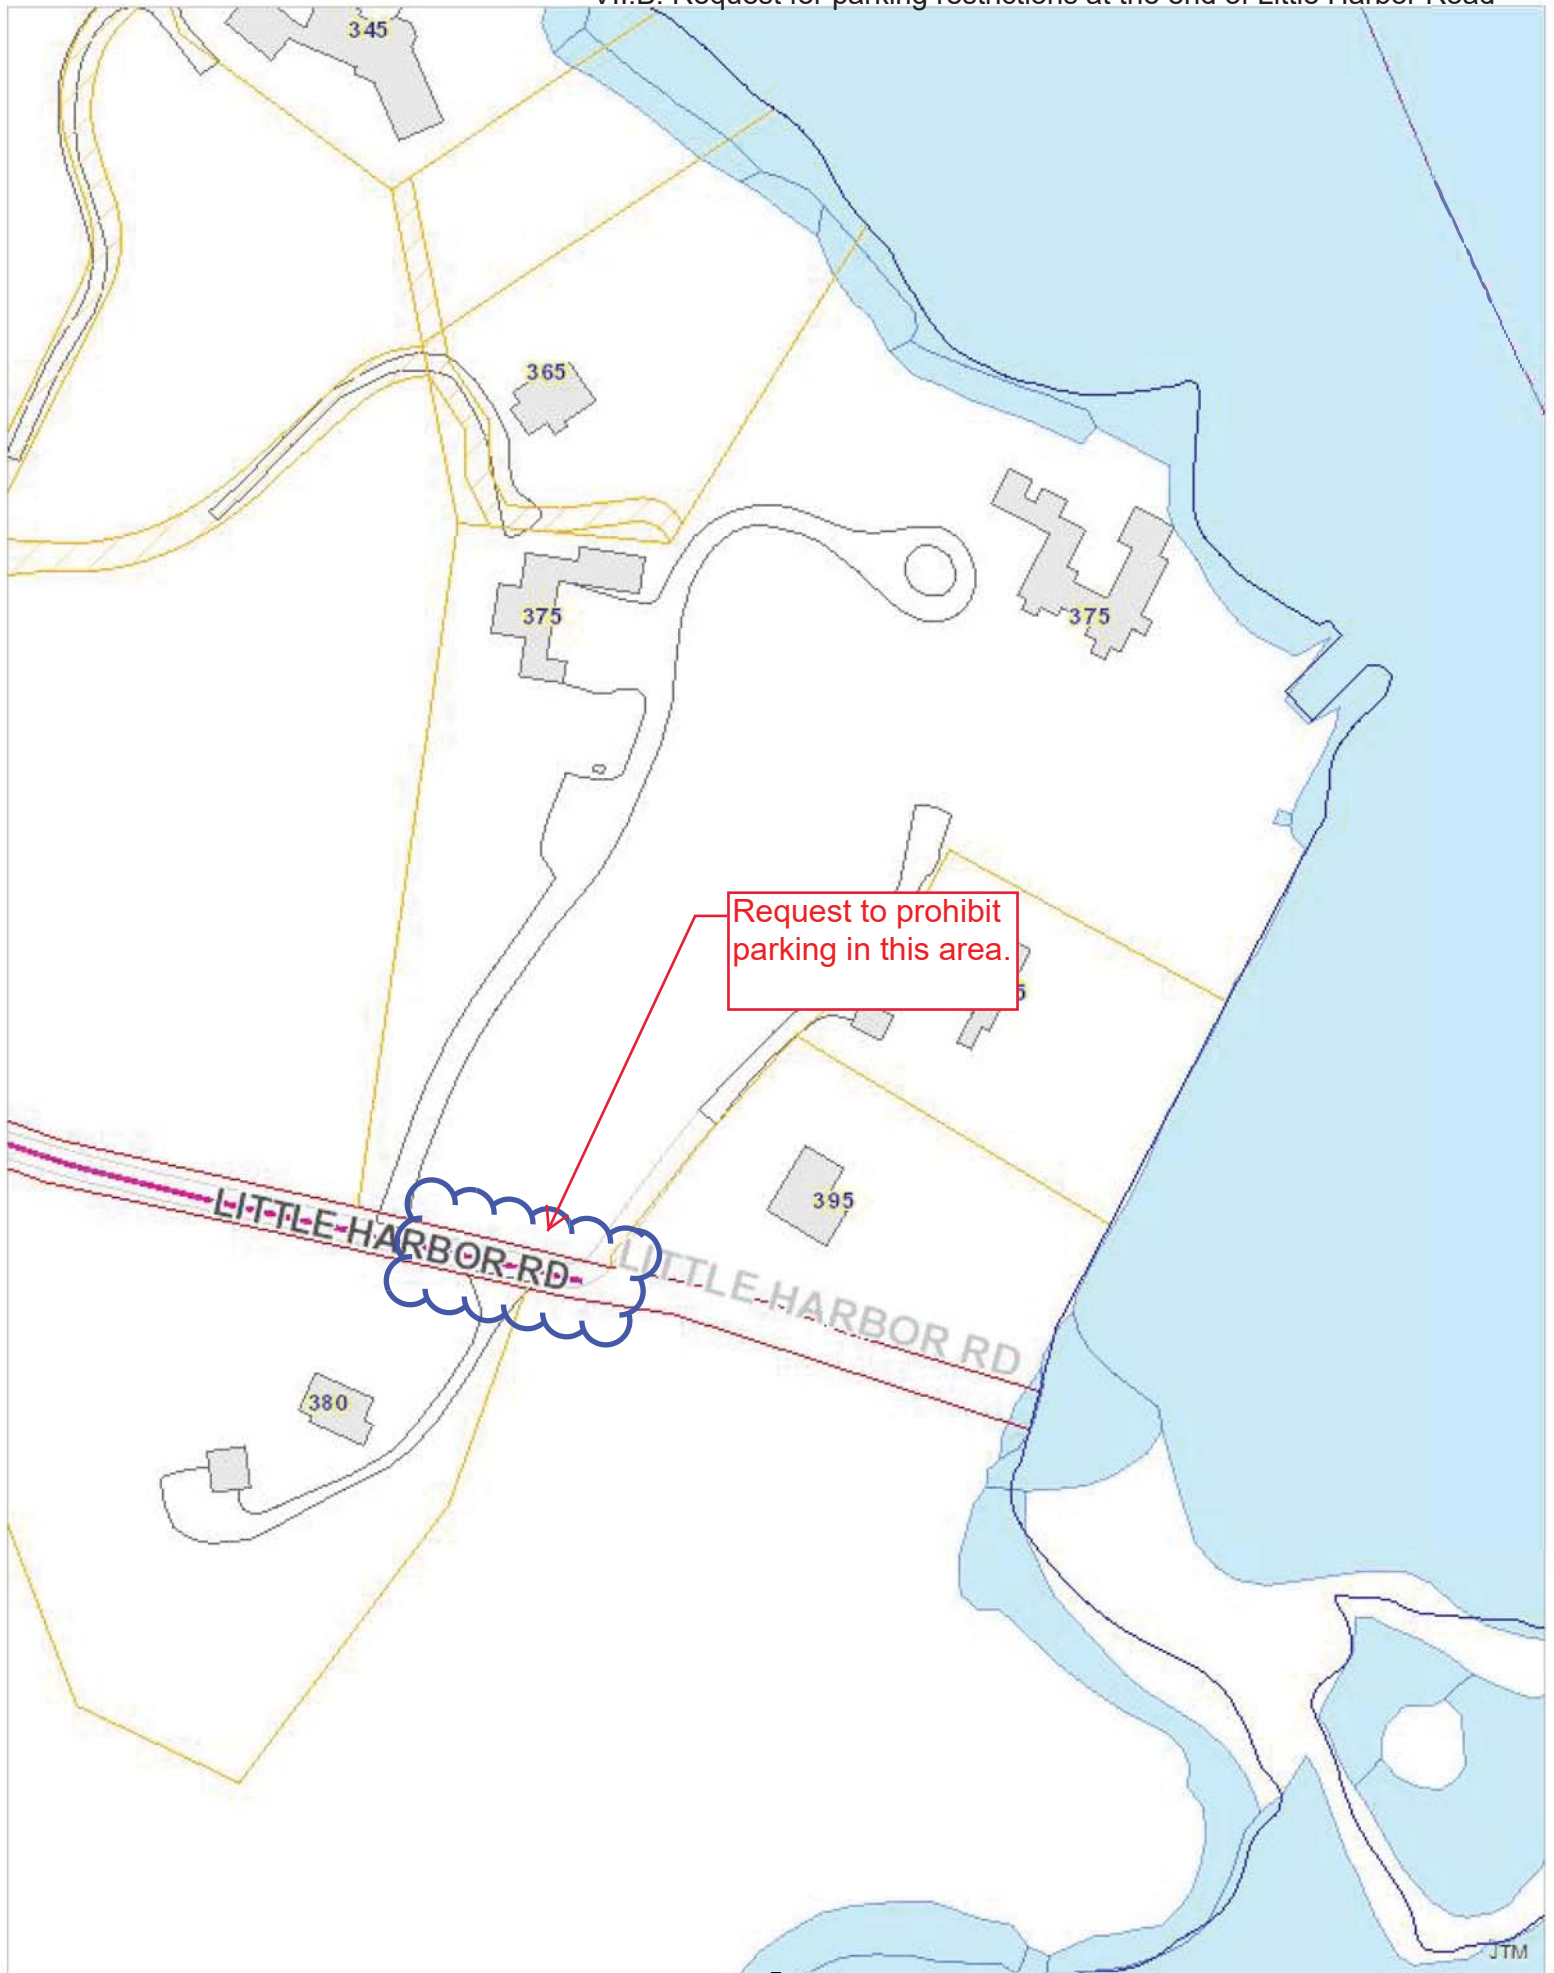 VII.B. Request for parking restrictions at the end of Little Harbor Road
345
365
375
375
Request to prohibit
parking in this area.
5
395
LITTLE HARBOR RD
LITTLE HARBOR RD
380
JTM